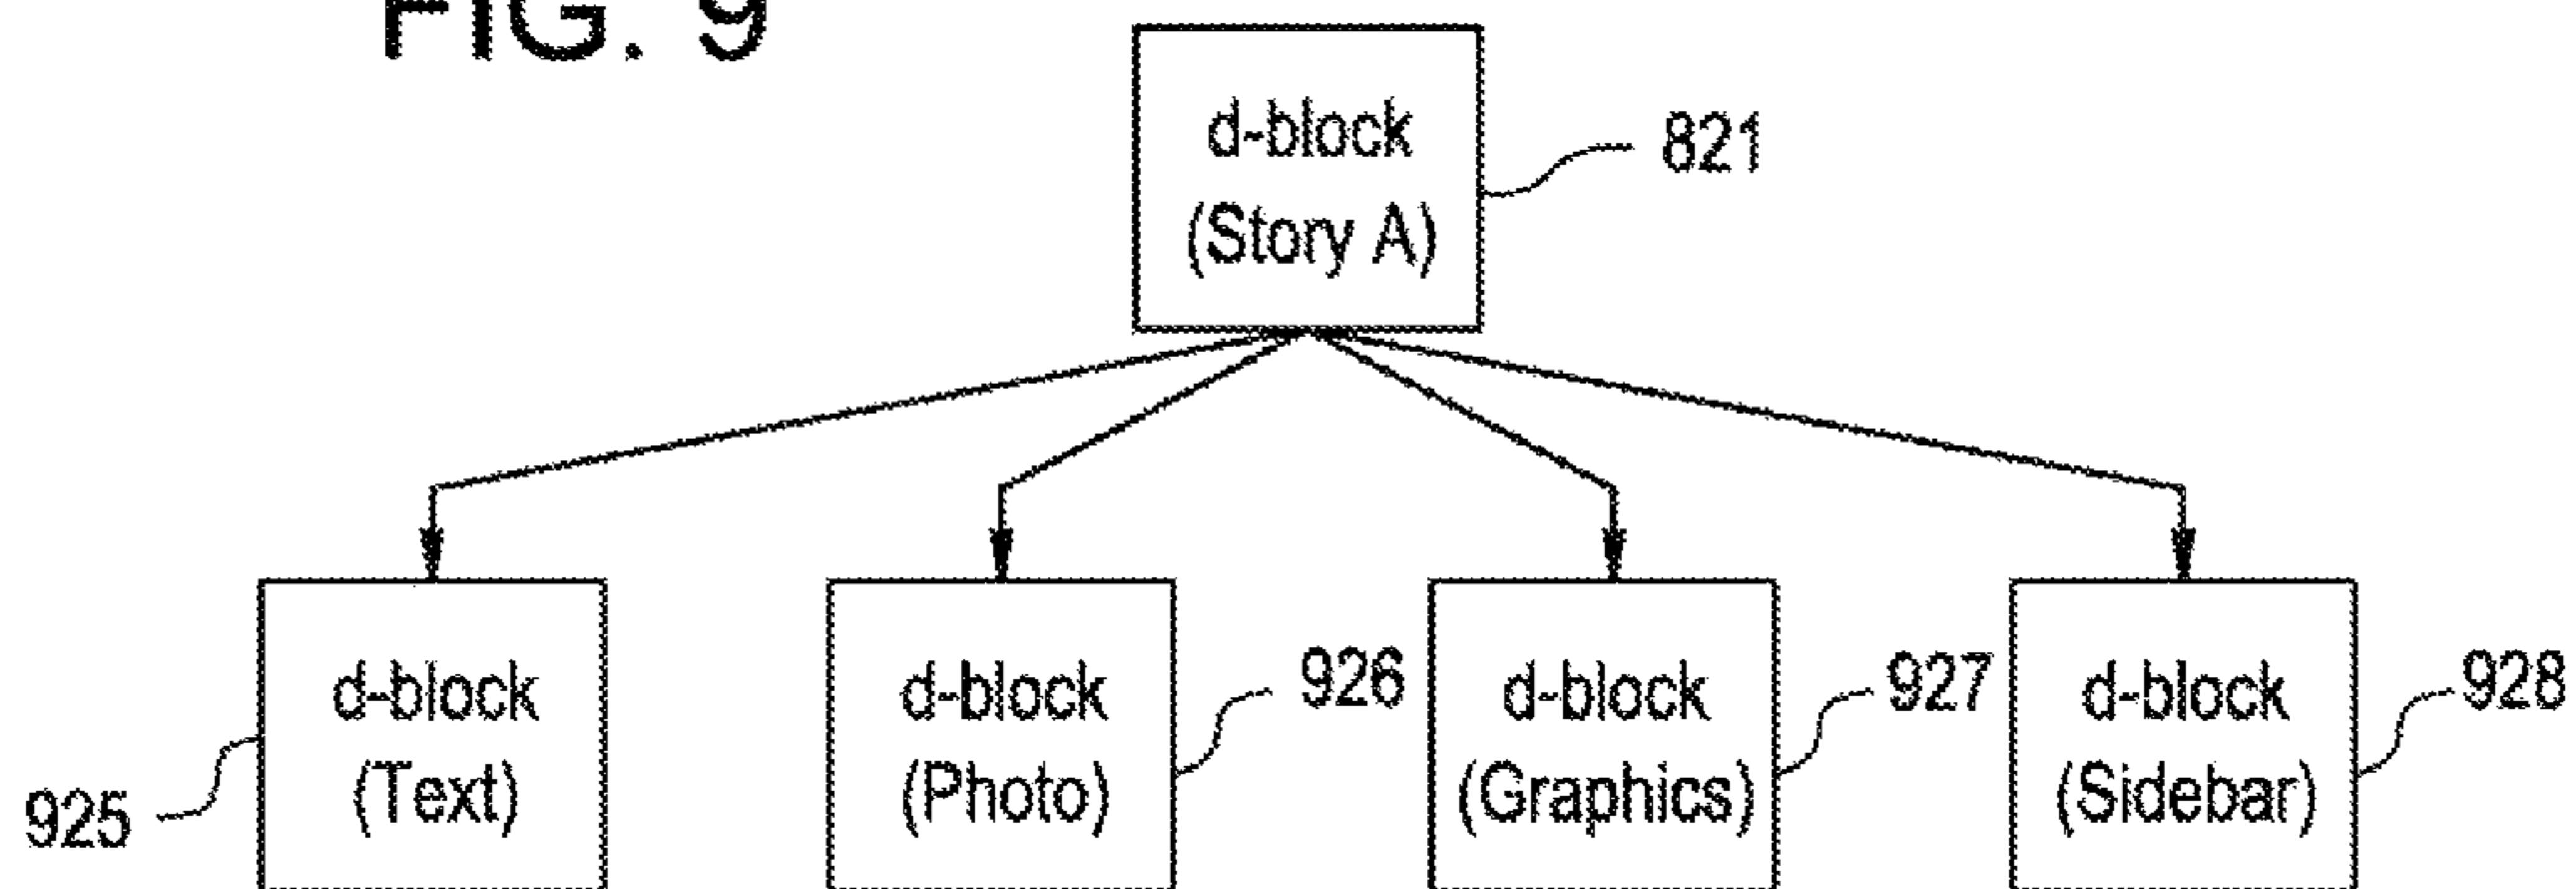 FIG. 9
d-block
(Story A)
821
d-block
(Text)
925
d-block
(Photo)
926
d-block
(Graphics)
927
d-block
(Sidebar)
928